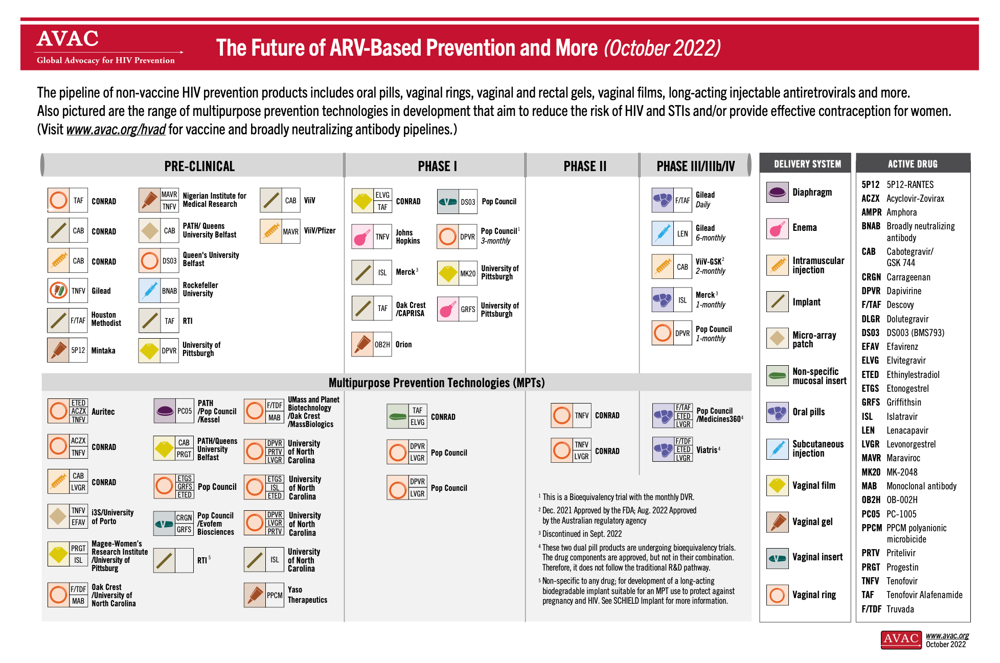 AVAC
Global Advocacy for HIV Prevention
The Future of ARV-Based Prevention and More (October 2022)
The pipeline of non-vaccine HIV prevention products includes oral pills, vaginal rings, vaginal and rectal gels, vaginal films, long-acting injectable antiretrovirals and more.
Also pictured are the range of multipurpose prevention technologies in development that aim to reduce the risk of HIV and STIs and/or provide effective contraception for women.
(Visit www.avac.org/hvad for vaccine and broadly neutralizing antibody pipelines.)
PRE-CLINICAL
TAF
CONRAD
CAB
CONRAD
CAB
CONRAD
TNFV
Gilead
F/TAF
Houston
Methodist
5P12
Mintaka
MAVR
TNFV
Nigerian Institute for
Medical Research
CAB
PATH/ Queens
University Belfast
DS03
Queen's University
Belfast
BNAB
Rockefeller
University
TAF
RTI
DPVR
University of
Pittsburgh
CAB
ViiV
MAVR
ViiV/Pfizer
PHASE I
ELVG
TAF
CONRAD
TNFV
Johns
Hopkins
ISL
Merck 3
TAF
Oak Crest
/CAPRISA
OB2H
Orion
DS03
Pop Council
DPVR
Pop Council 1
3-monthly
MK20
University of
Pittsburgh
GRFS
University of
Pittsburgh
PHASE II
PHASE III/IIIb/IV
F/TAF
Gilead
Daily
LEN
Gilead
6-monthly
CAB
ViiV-GSK 2
2-monthly
ISL
Merck 3
1-monthly
DPVR
Pop Council
1-monthly
Multipurpose Prevention Technologies (MPTs)
ETED
ACZX
TNFV
Auritec
ACZX
TNFV
CONRAD
CAB
LVGR
CONRAD
TNFV
EFAV
i3S/University
of Porto
PRGT
ISL
Magee-Women's
Research Institute
/University of
Pittsburg
F/TDF
MAB
Oak Crest
/University of
North Carolina
PC05
PATH
/Pop Council
/Kessel
CAB
PRGT
PATH/Queens
University
Belfast
ETGS
GRFS
ETED
Pop Council
CRGN
GRFS
Pop Council
/Evofem
Biosciences
RTI 5
F/TDF
MAB
UMass and Planet
Biotechnology
/Oak Crest
/MassBiologics
DPVR
PRTV
LVGR
University
of North
Carolina
ETGS
ISL
ETED
University
of North
Carolina
DPVR
LVGR
PRTV
University
of North
Carolina
ISL
University
of North
Carolina
PPCM
Yaso
Therapeutics
TAF
ELVG
CONRAD
DPVR
LVGR
Pop Council
DPVR
LVGR
Pop Council
TNFV
CONRAD
TNFV
LVGR
CONRAD
F/TAF
ETED
LVGR
Pop Council
/Medicines360 4
F/TDF
ETED
LVGR
Viatris 4
1 This is a Bioequivalency trial with the monthly DVR.
2 Dec. 2021 Approved by the FDA; Aug. 2022 Approved
by the Australian regulatory agency
3 Discontinued in Sept. 2022
4 These two dual pill products are undergoing bioequivalency trials.
The drug components are approved, but not in their combination.
Therefore, it does not follow the traditional R&D pathway.
5 Non-specific to any drug; for development of a long-acting
biodegradable implant suitable for an MPT use to protect against
pregnancy and HIV. See SCHIELD Implant for more information.
DELIVERY SYSTEM
Diaphragm
Enema
Intramuscular
injection
Implant
Micro-array
patch
Non-specific
mucosal insert
Oral pills
Subcutaneous
injection
Vaginal film
Vaginal gel
Vaginal insert
Vaginal ring
ACTIVE DRUG
5P12 5P12-RANTES
ACZX Acyclovir-Zovirax
AMPR Amphora
BNAB Broadly neutralizing
antibody
CAB Cabotegravir/
GSK 744
CRGN Carrageenan
DPVR Dapivirine
F/TAF Descovy
DLGR Dolutegravir
DS03 DS003 (BMS793)
EFAV Efavirenz
ELVG Elvitegravir
ETED Ethinylestradiol
ETGS Etonogestrel
GRFS Griffithsin
ISL Islatravir
LEN Lenacapavir
LVGR Levonorgestrel
MAVR Maraviroc
MK20 MK-2048
MAB Monoclonal antibody
OB2H OB-002H
PC05 PC-1005
PPCM PPCM polyanionic
microbicide
PRTV Pritelivir
PRGT Progestin
TNFV Tenofovir
TAF Tenofovir Alafenamide
F/TDF Truvada
AVAC
www.avac.org
October 2022